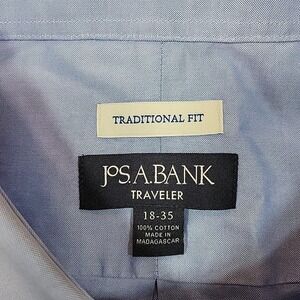 TRADITIONAL FIT
JOS.A.BANK
TRAVELER
18-35
100% COTTON
MADE IN
MADAGASCAR